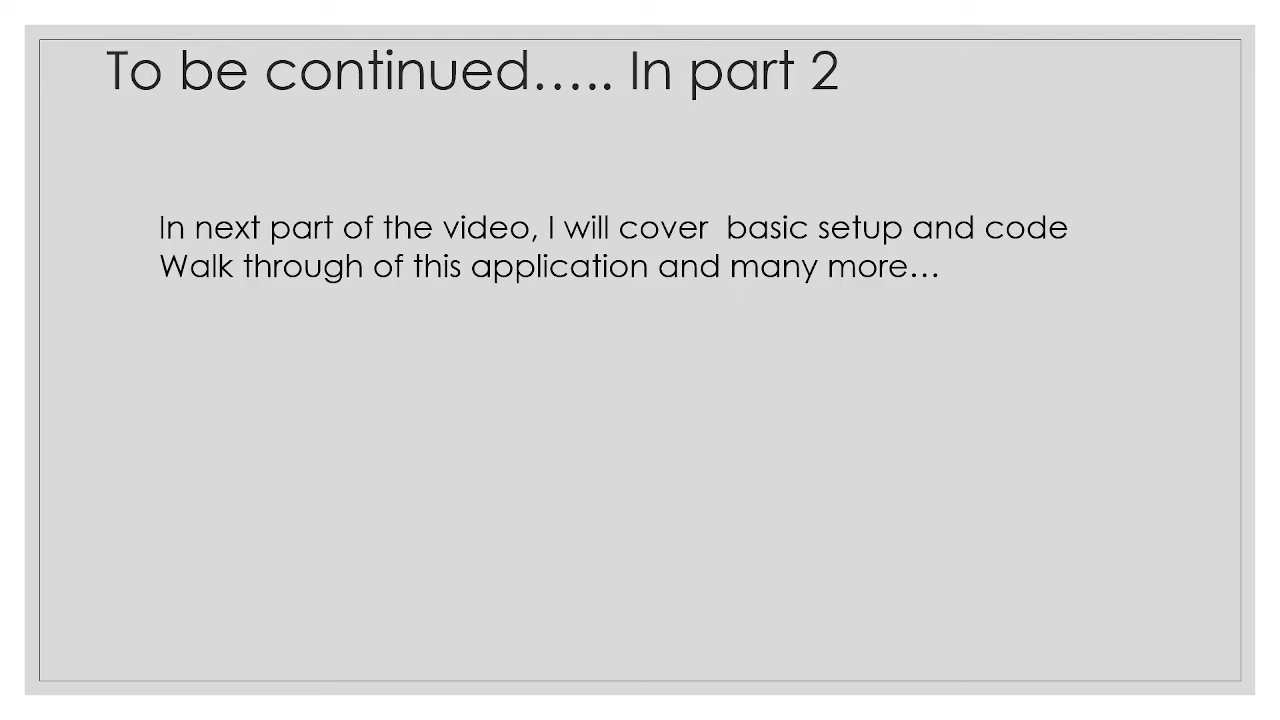 To be continued….. In part 2
In next part of the video, I will cover  basic setup and code
Walk through of this application and many more…